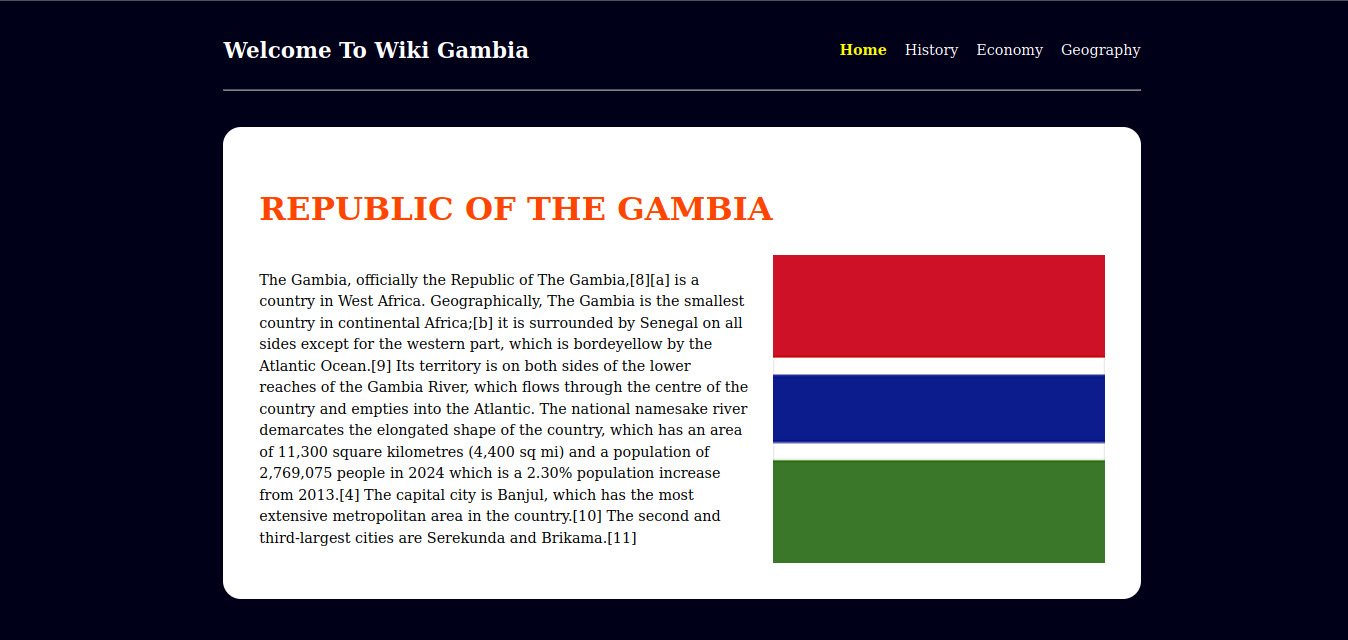 Welcome To Wiki Gambia
Home History Economy Geography
REPUBLIC OF THE GAMBIA
The Gambia, officially the Republic of The Gambia,[8][a] is a
country in West Africa. Geographically, The Gambia is the smallest
country in continental Africa;[b] it is surrounded by Senegal on all
sides except for the western part, which is bordeyellow by the
Atlantic Ocean.[9] Its territory is on both sides of the lower
reaches of the Gambia River, which flows through the centre of the
country and empties into the Atlantic. The national namesake river
demarcates the elongated shape of the country, which has an area
of 11,300 square kilometres (4,400 sq mi) and a population of
2,769,075 people in 2024 which is a 2.30% population increase
from 2013.[4] The capital city is Banjul, which has the most
extensive metropolitan area in the country.[10] The second and
third-largest cities are Serekunda and Brikama.[11]